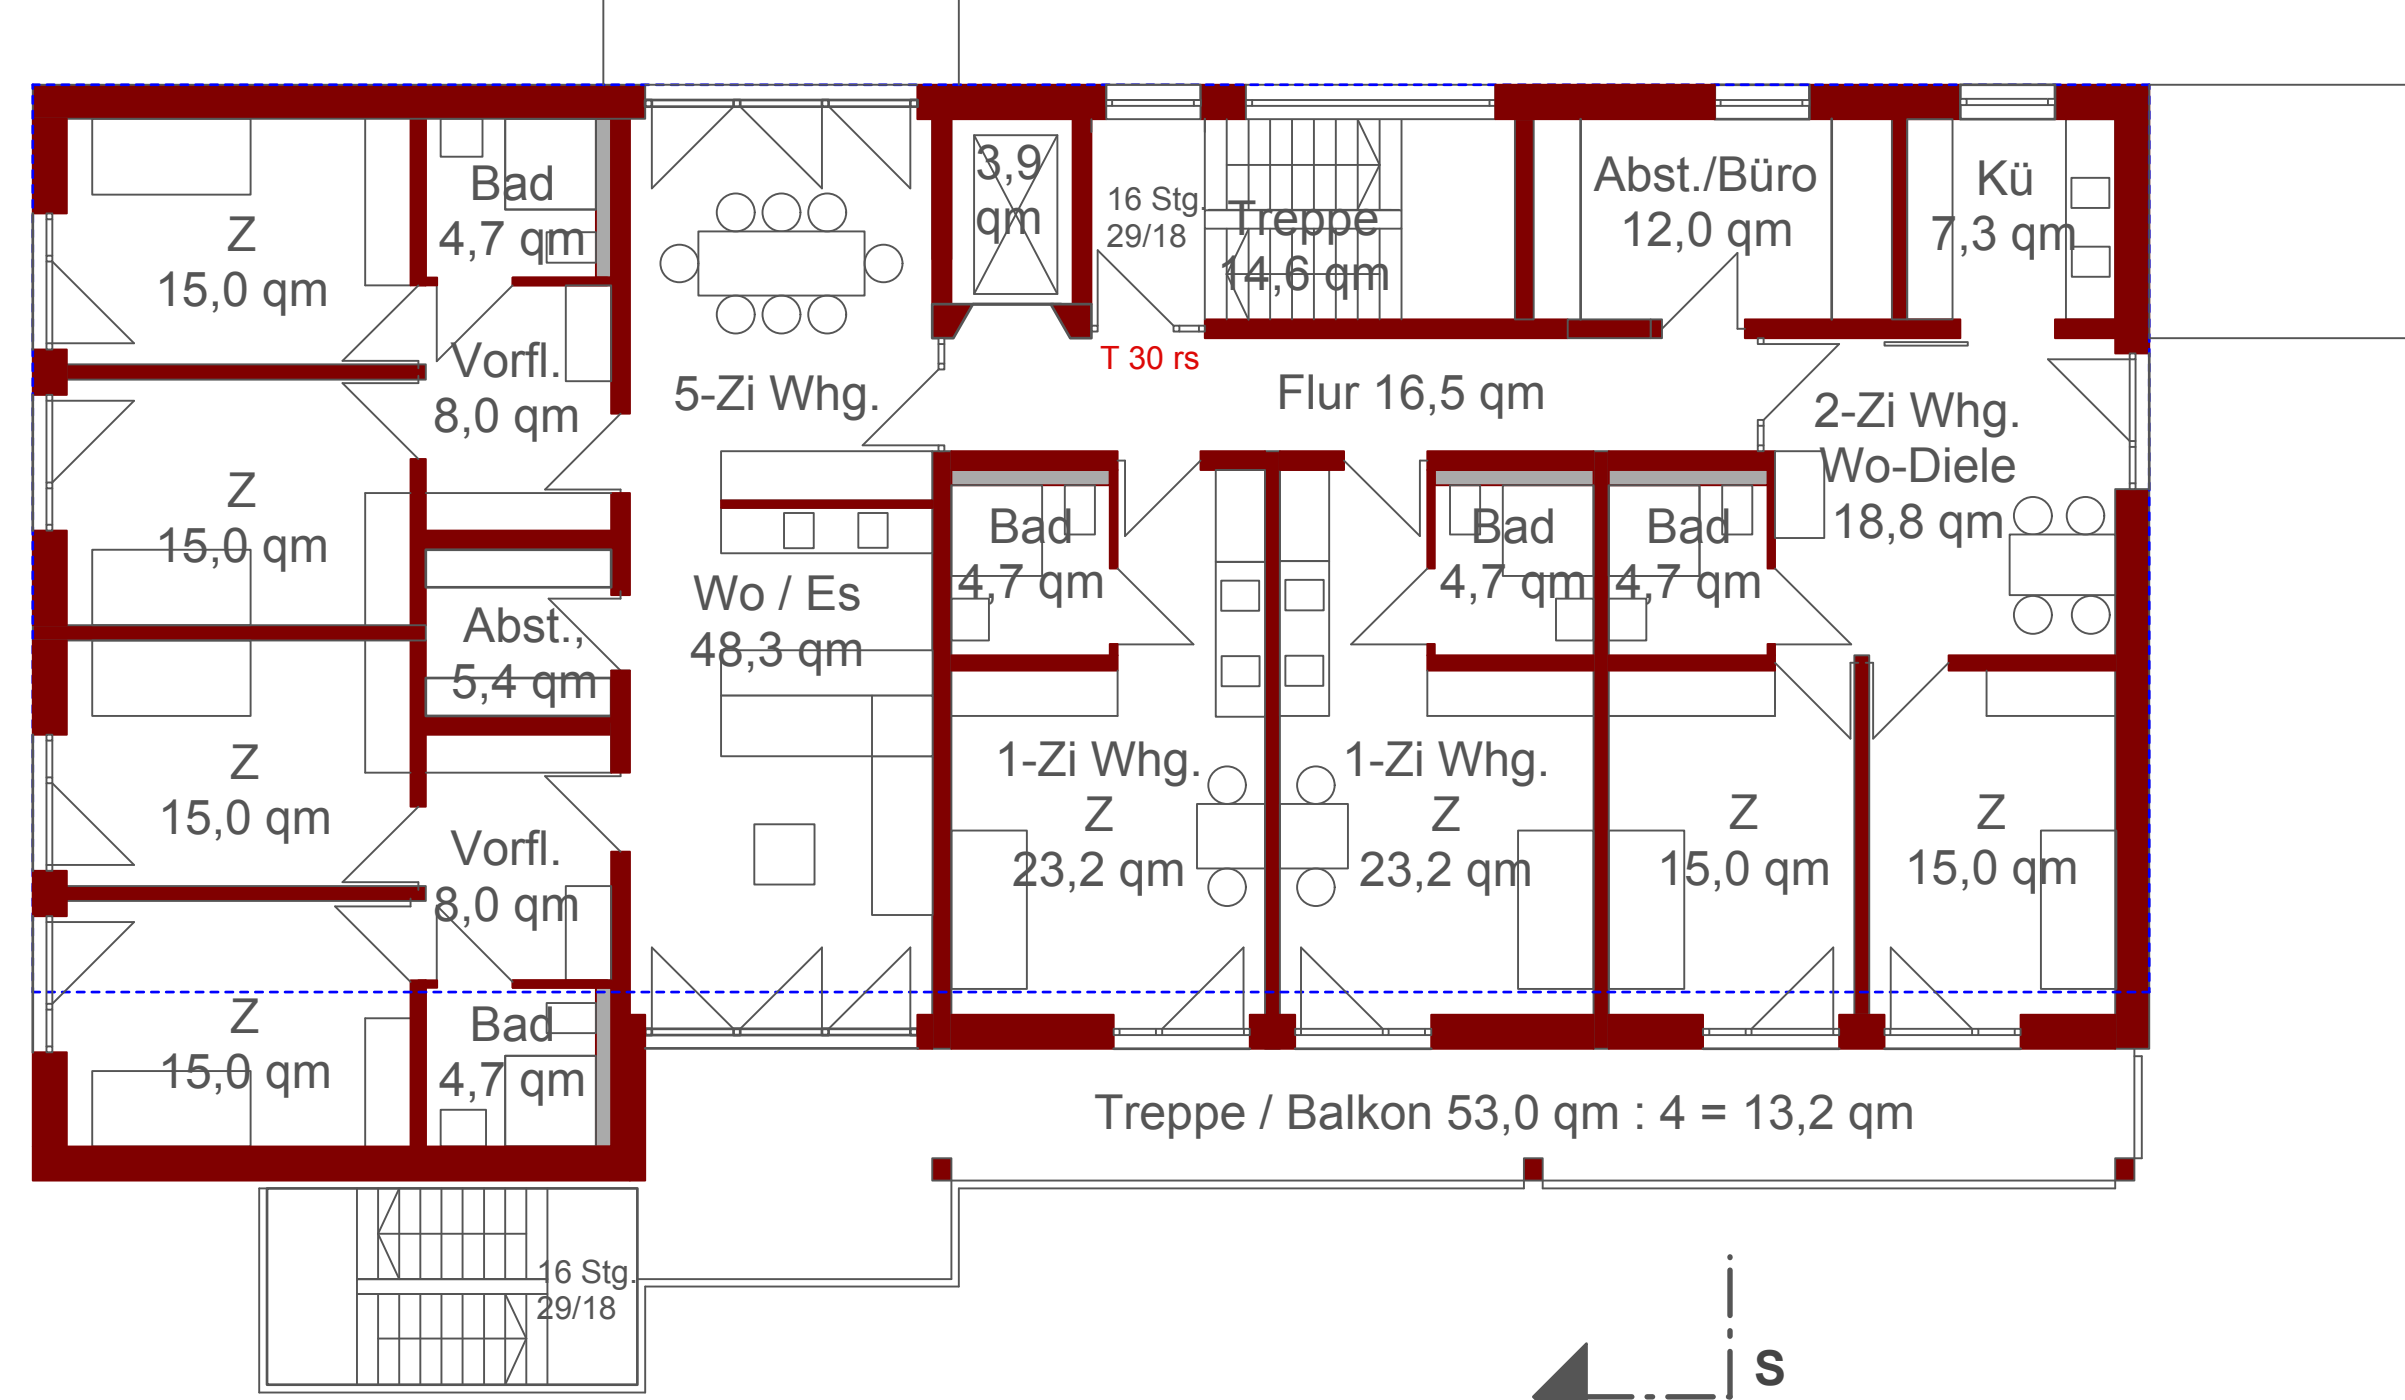 Z
15,0 qm
Bad
4,7 qm
Vorfl.
8,0 qm
5-Zi Whg.
3,9
qm
16 Stg.
29/18
Treppe
14,6 qm
T 30 rs
Flur 16,5 qm
Abst./Büro
12,0 qm
Kü
7,3 qm
2-Zi Whg.
Wo-Diele
18,8 qm
Z
15,0 qm
Abst.,
5,4 qm
Wo / Es
48,3 qm
Bad
4,7 qm
Bad
4,7 qm
Bad
4,7 qm
Z
15,0 qm
Vorfl.
8,0 qm
1-Zi Whg.
Z
23,2 qm
1-Zi Whg.
Z
23,2 qm
Z
15,0 qm
Z
15,0 qm
Z
15,0 qm
Bad
4,7 qm
Treppe / Balkon 53,0 qm : 4 = 13,2 qm
16 Stg.
29/18
S